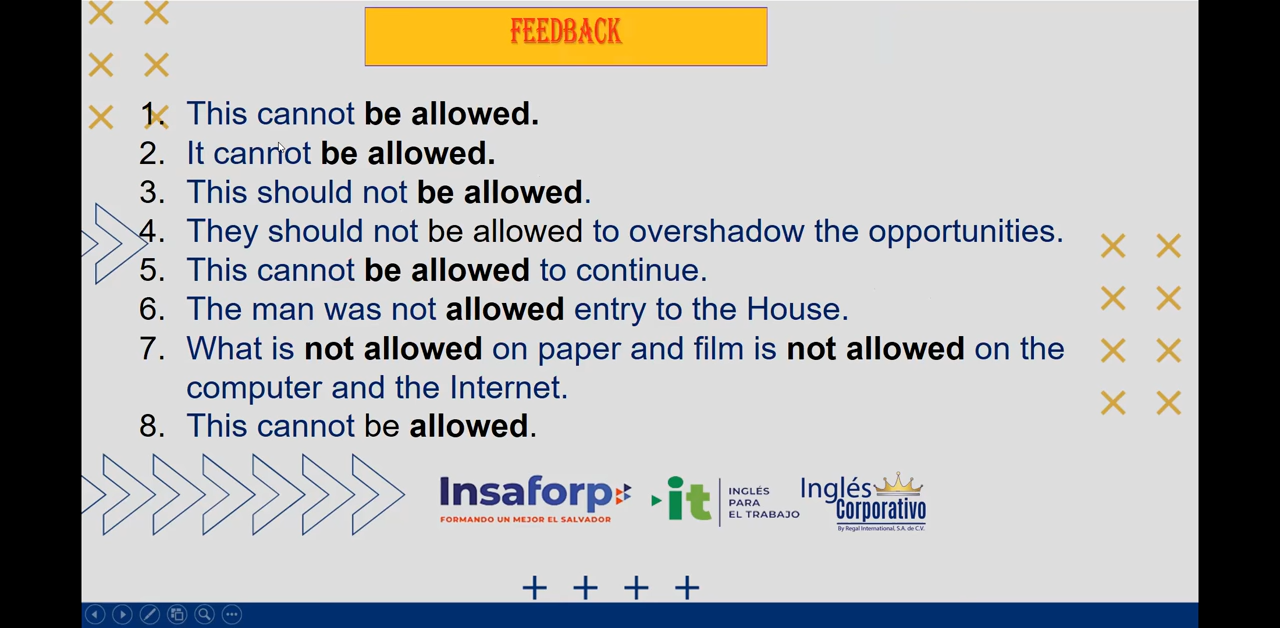 FEEDBACK
1. This cannot be allowed.
2. It cannot be allowed.
3. This should not be allowed.
4. They should not be allowed to overshadow the opportunities.
5. This cannot be allowed to continue.
6. The man was not allowed entry to the House.
7. What is not allowed on paper and film is not allowed on the
computer and the Internet.
8. This cannot be allowed.
Insaforp
FORMANDO UN MEJOR EL SALVADOR
it
INGLÉS
PARA
EL TRABAJO
Inglés
Corporativo
By Regal International, S.A. de C.V.